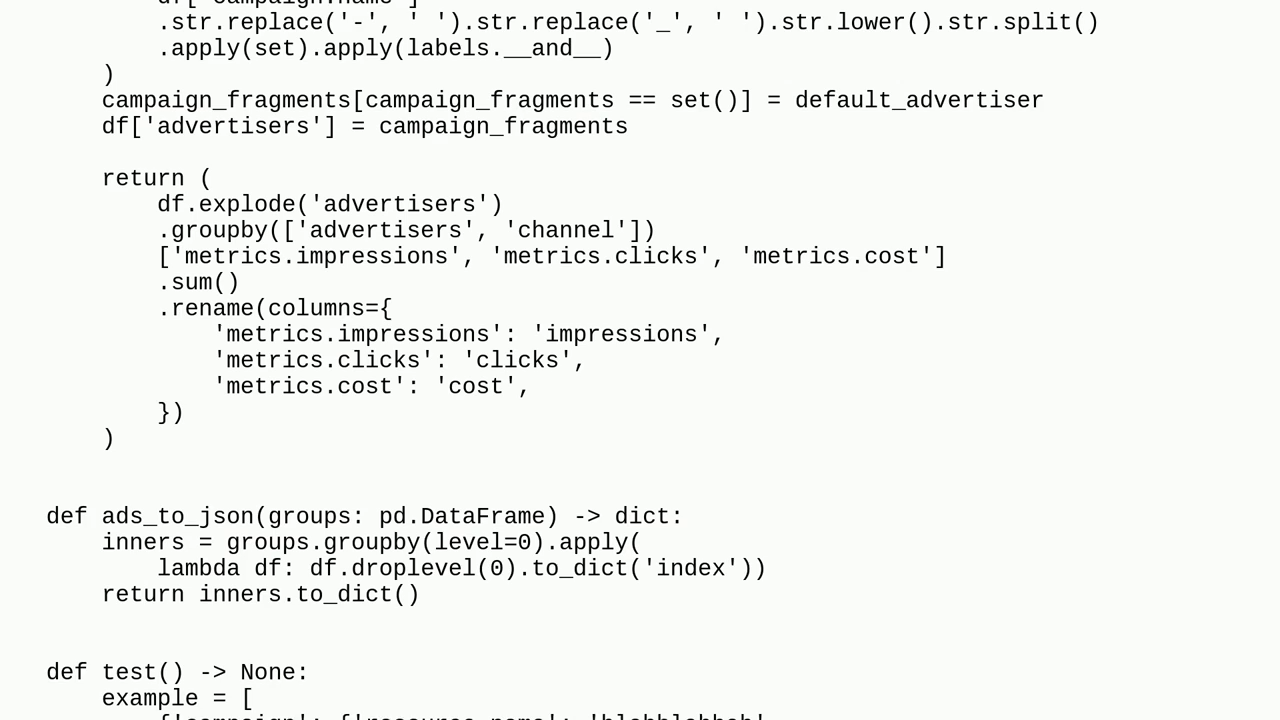 df['campaign.name']
.str.replace('-', ' ').str.replace('_', ' ').str.lower().str.split()
.apply(set).apply(labels.__and__)
)
campaign_fragments[campaign_fragments == set()] = default_advertiser
df['advertisers'] = campaign_fragments
return (
df.explode('advertisers')
.groupby(['advertisers', 'channel'])
['metrics.impressions', 'metrics.clicks', 'metrics.cost']
.sum()
.rename(columns={
'metrics.impressions': 'impressions',
'metrics.clicks': 'clicks',
'metrics.cost': 'cost',
})
)
def ads_to_json(groups: pd.DataFrame) -> dict:
inners = groups.groupby(level=0).apply(
lambda df: df.droplevel(0).to_dict('index'))
return inners.to_dict()
def test() -> None:
example = [